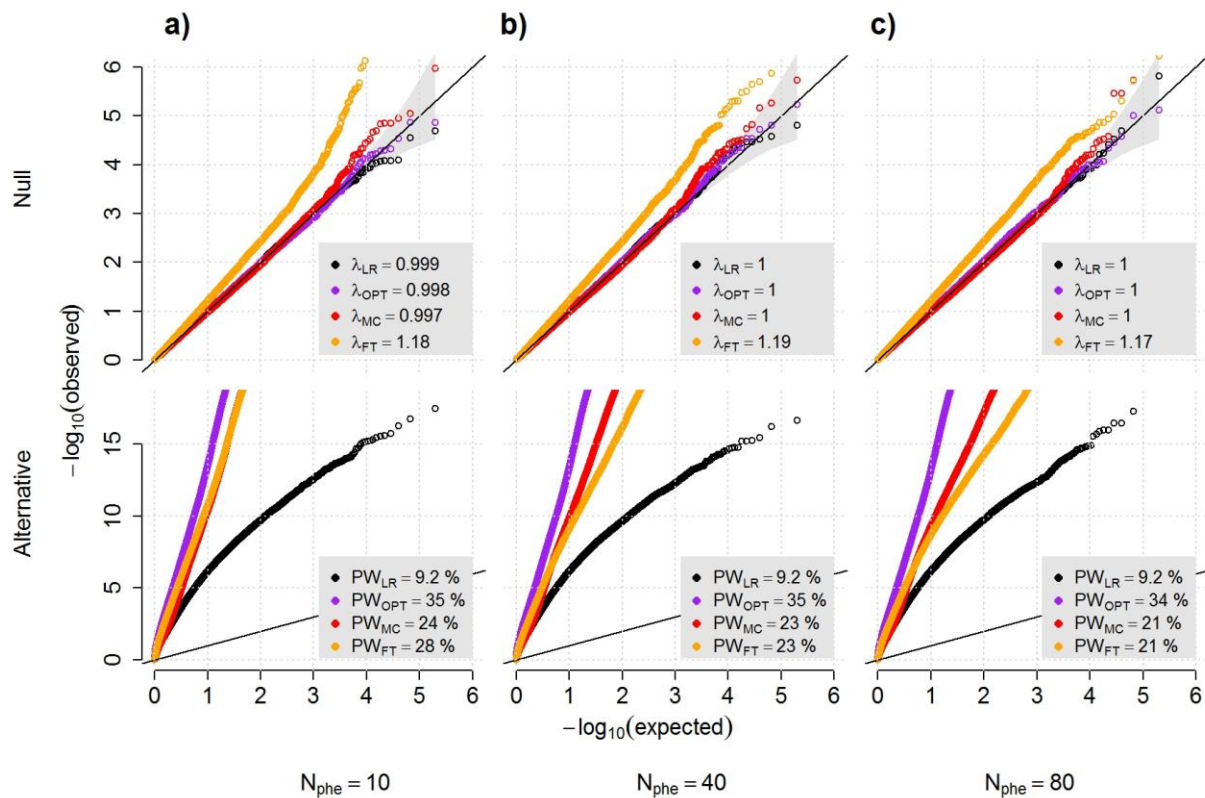 a) b) c)
Null
6
5
4
3
2
1
0
λLR = 0.999
λOPT = 0.998
λMC = 0.997
λFT = 1.18
λLR = 1
λOPT = 1
λMC = 1
λFT = 1.19
λLR = 1
λOPT = 1
λMC = 1
λFT = 1.17
−log10(observed)
Alternative
15
10
5
0
PWLR = 9.2 %
PWOPT = 35 %
PWMC = 24 %
PWFT = 28 %
PWLR = 9.2 %
PWOPT = 35 %
PWMC = 23 %
PWFT = 23 %
PWLR = 9.2 %
PWOPT = 34 %
PWMC = 21 %
PWFT = 21 %
0 1 2 3 4 5 6 0 1 2 3 4 5 6 0 1 2 3 4 5 6
−log10(expected)
Nphe = 10 Nphe = 40 Nphe = 80